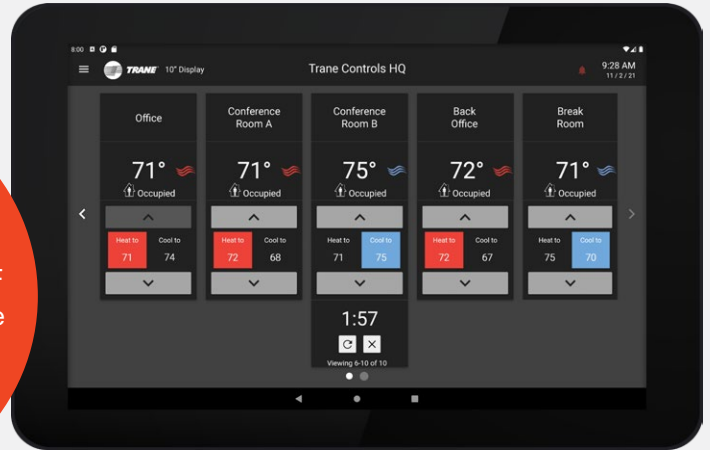 8:00
TRANE 10" Display
Trane Controls HQ
9:28 AM
11/2/21
Office
71°
Occupied
Heat to Cool to
71 74
Conference
Room A
71°
Occupied
Heat to Cool to
72 68
Conference
Room B
75°
Occupied
Heat to Cool to
71 75
Back
Office
72°
Occupied
Heat to Cool to
72 67
Break
Room
71°
Occupied
Heat to Cool to
75 70
1:57
Viewing 6-10 of 10